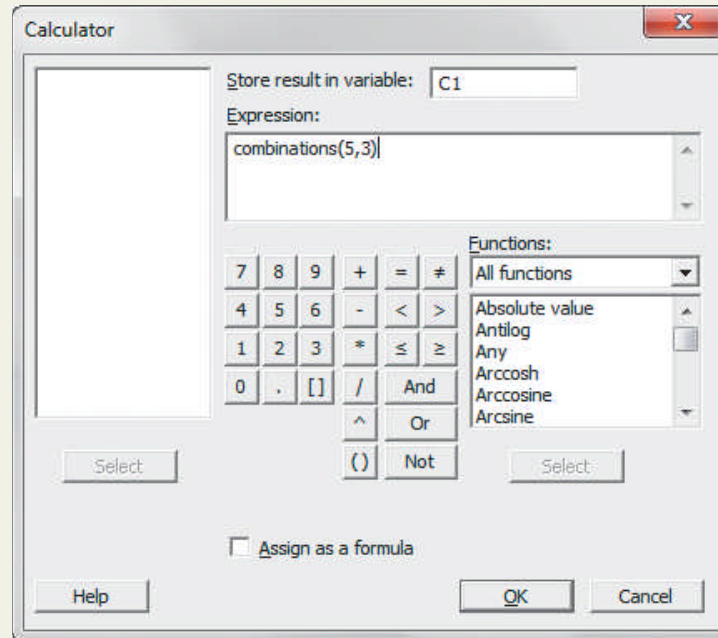 Calculator
x
Store result in variable: C1
Expression:
combinations(5,3)
Functions:
All functions
7 8 9 + = ≠
4 5 6 - < >
1 2 3 * ≤ ≥
0 . [] / And
^ Or
() Not
Absolute value
Antilog
Any
Arccosh
Arccosine
Arcsine
Select
Select
Assign as a formula
Help
OK
Cancel